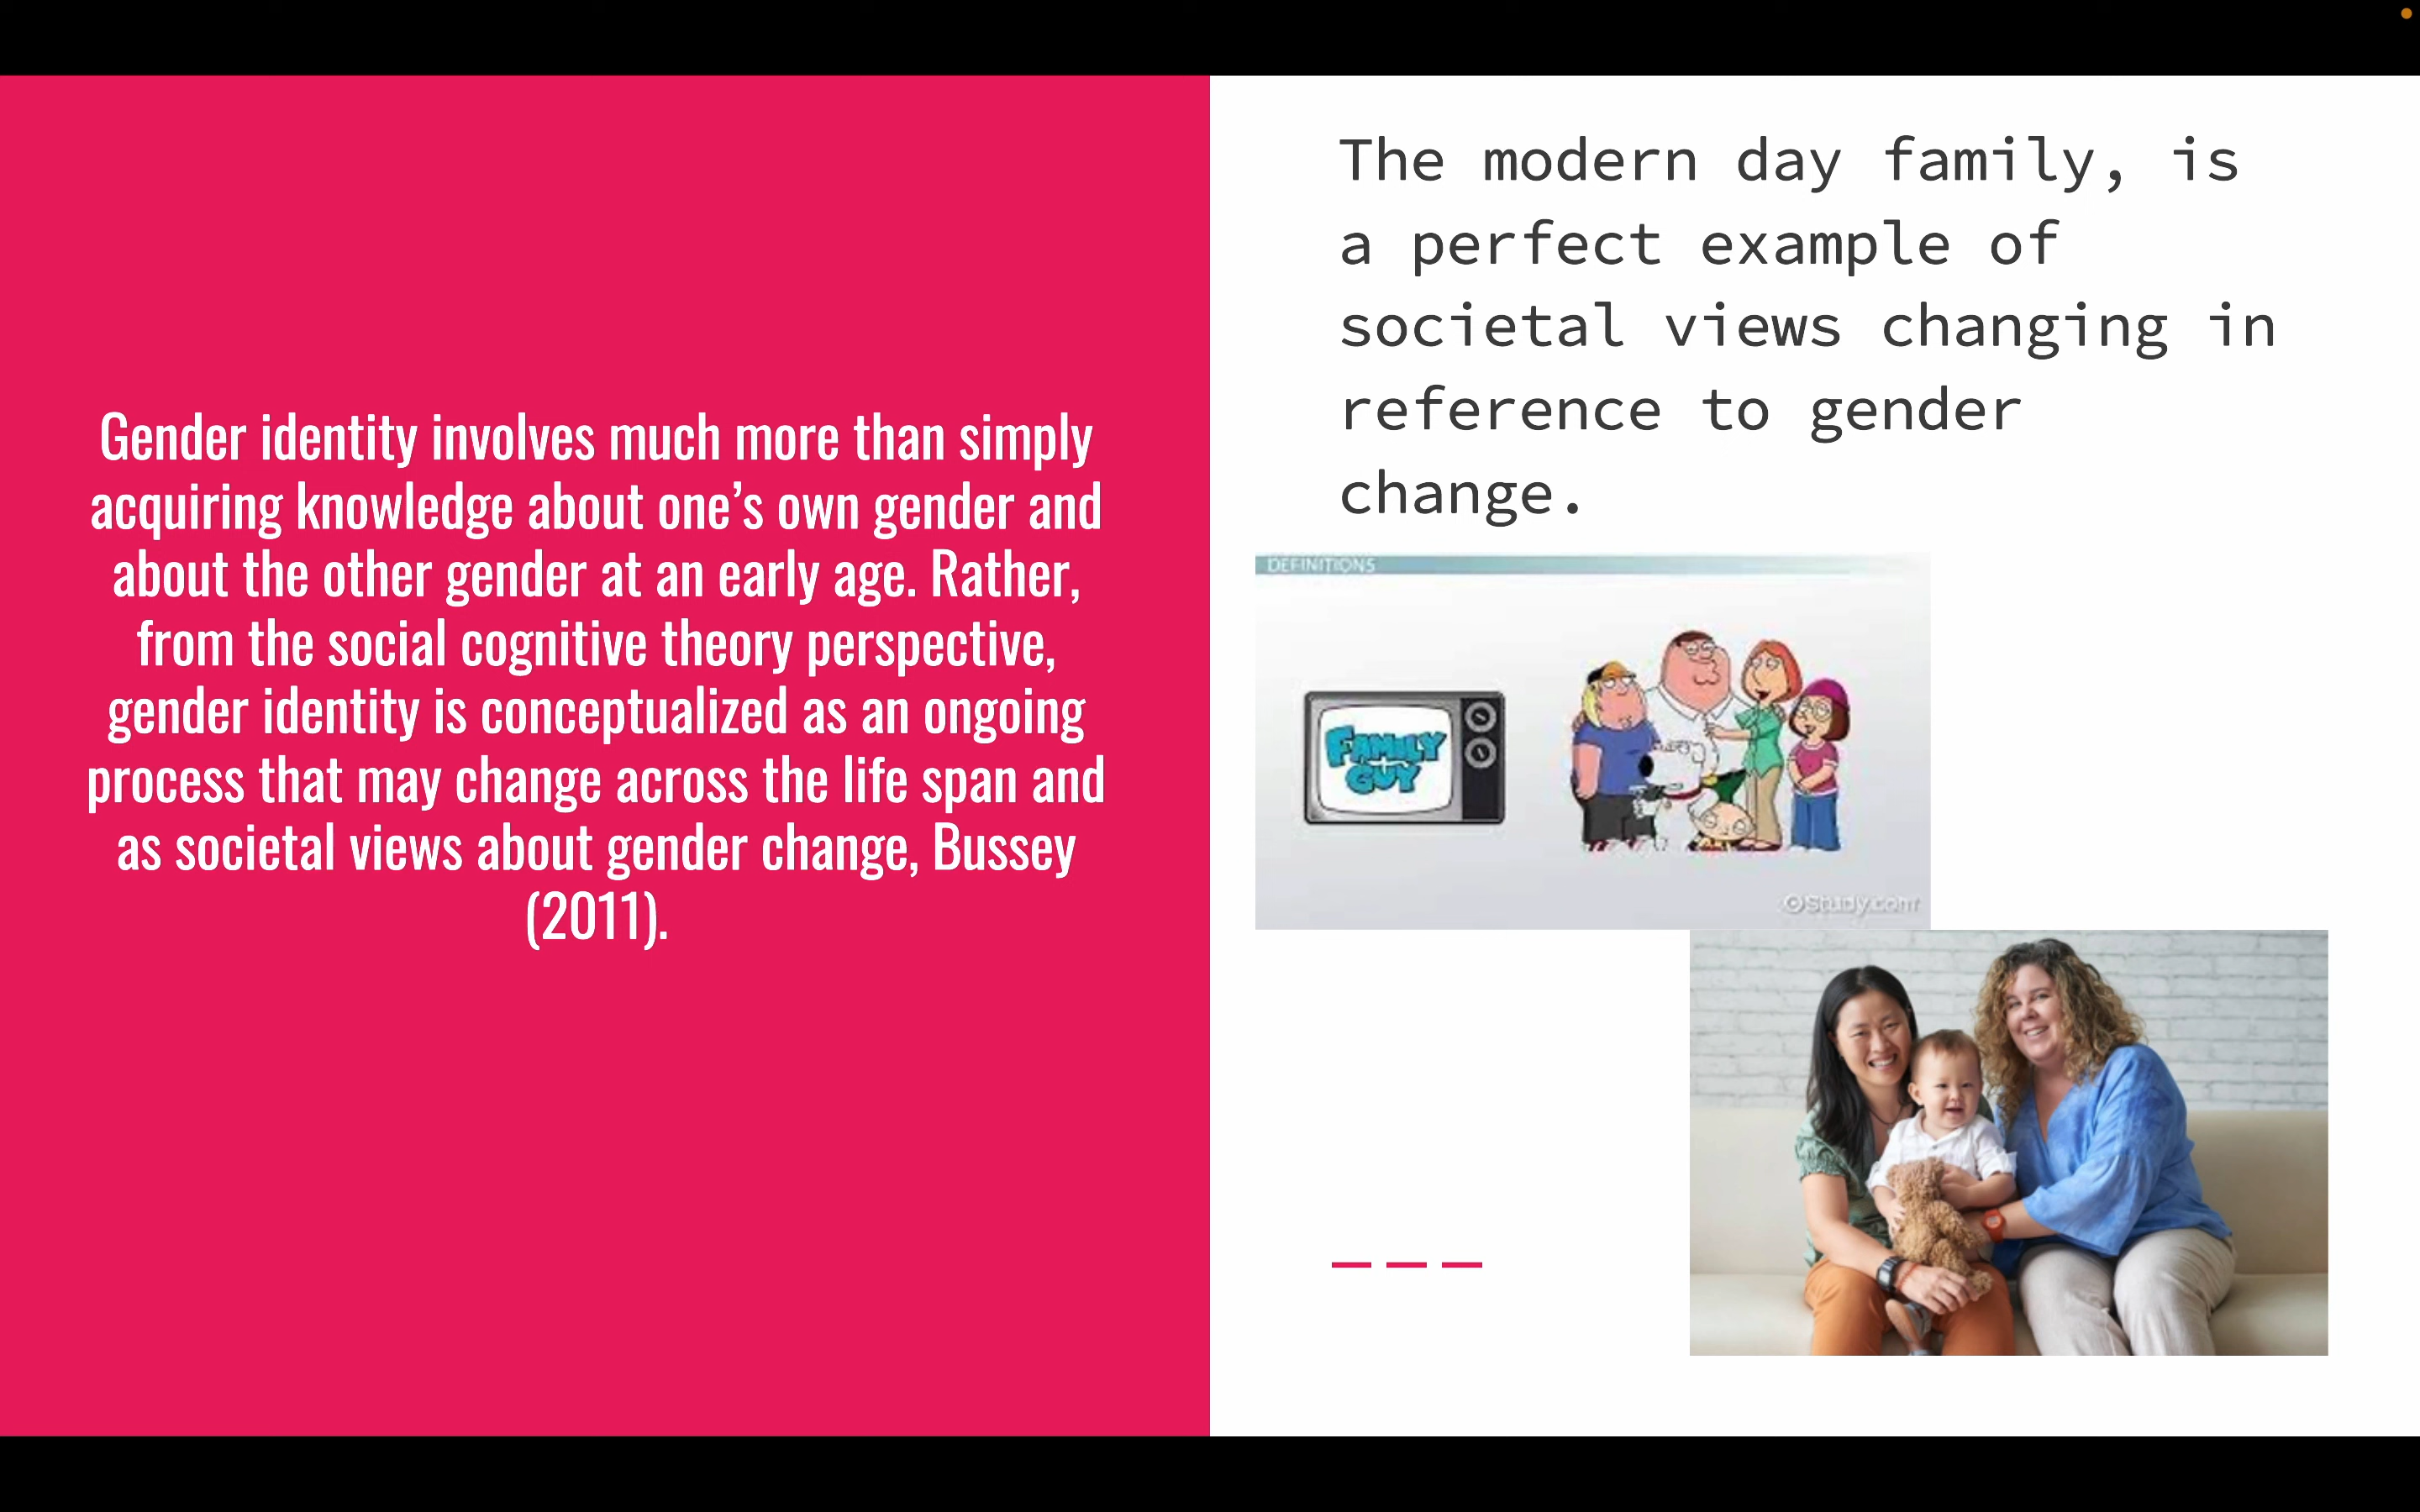 Gender identity involves much more than simply
acquiring knowledge about one’s own gender and
about the other gender at an early age. Rather,
from the social cognitive theory perspective,
gender identity is conceptualized as an ongoing
process that may change across the life span and
as societal views about gender change, Bussey
(2011).
The modern day family, is
a perfect example of
societal views changing in
reference to gender
change.
DEFINITIONS
FAMILY
GUY
©Study.com